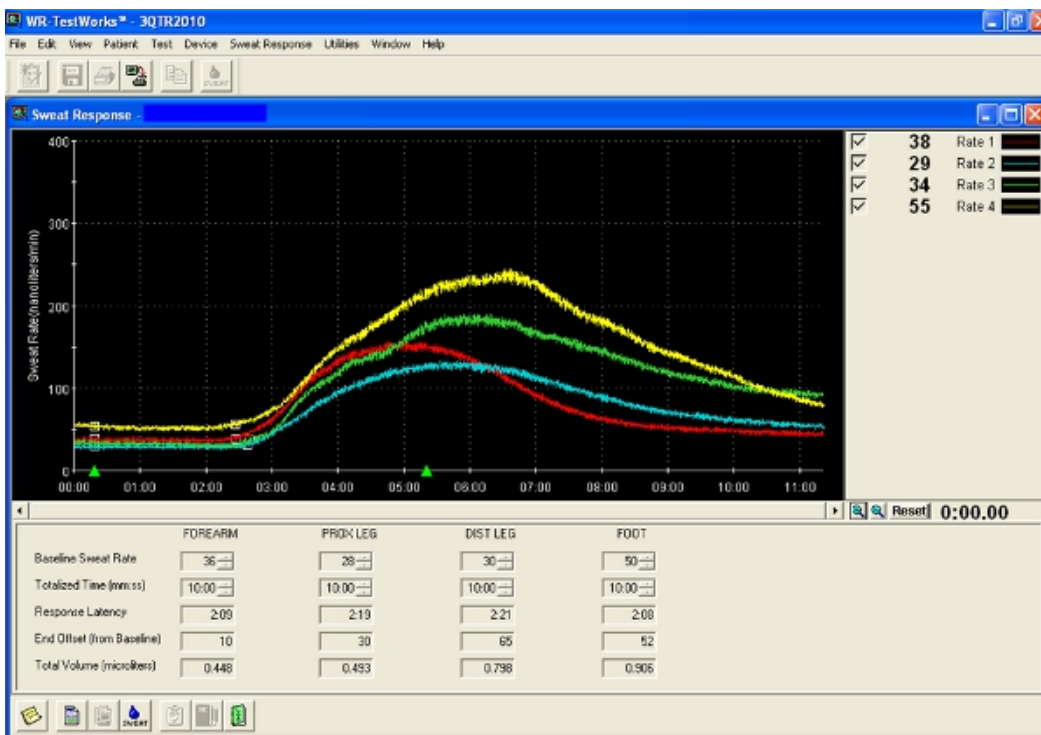 WR-TestWorks™ - 3QTR2010
File Edit View Patient Test Device Sweat Response Utilities Window Help
SWEAT
Sweat Response -
400
300
200
100
0
Sweat Rate(nanoliters/min)
00:00 01:00 02:00 03:00 04:00 05:00 06:00 07:00 08:00 09:00 10:00 11:00
38 Rate 1
29 Rate 2
34 Rate 3
55 Rate 4
Reset 0:00.00
FOREARM PROX LEG DIST LEG FOOT
Baseline Sweat Rate 36 28 30 50
Totalized Time (mm:ss) 10:00 10:00 10:00 10:00
Response Latency 2:09 2:19 2:21 2:08
End Offset (from Baseline) 10 30 65 52
Total Volume (microliters) 0.448 0.493 0.798 0.906
SWEAT